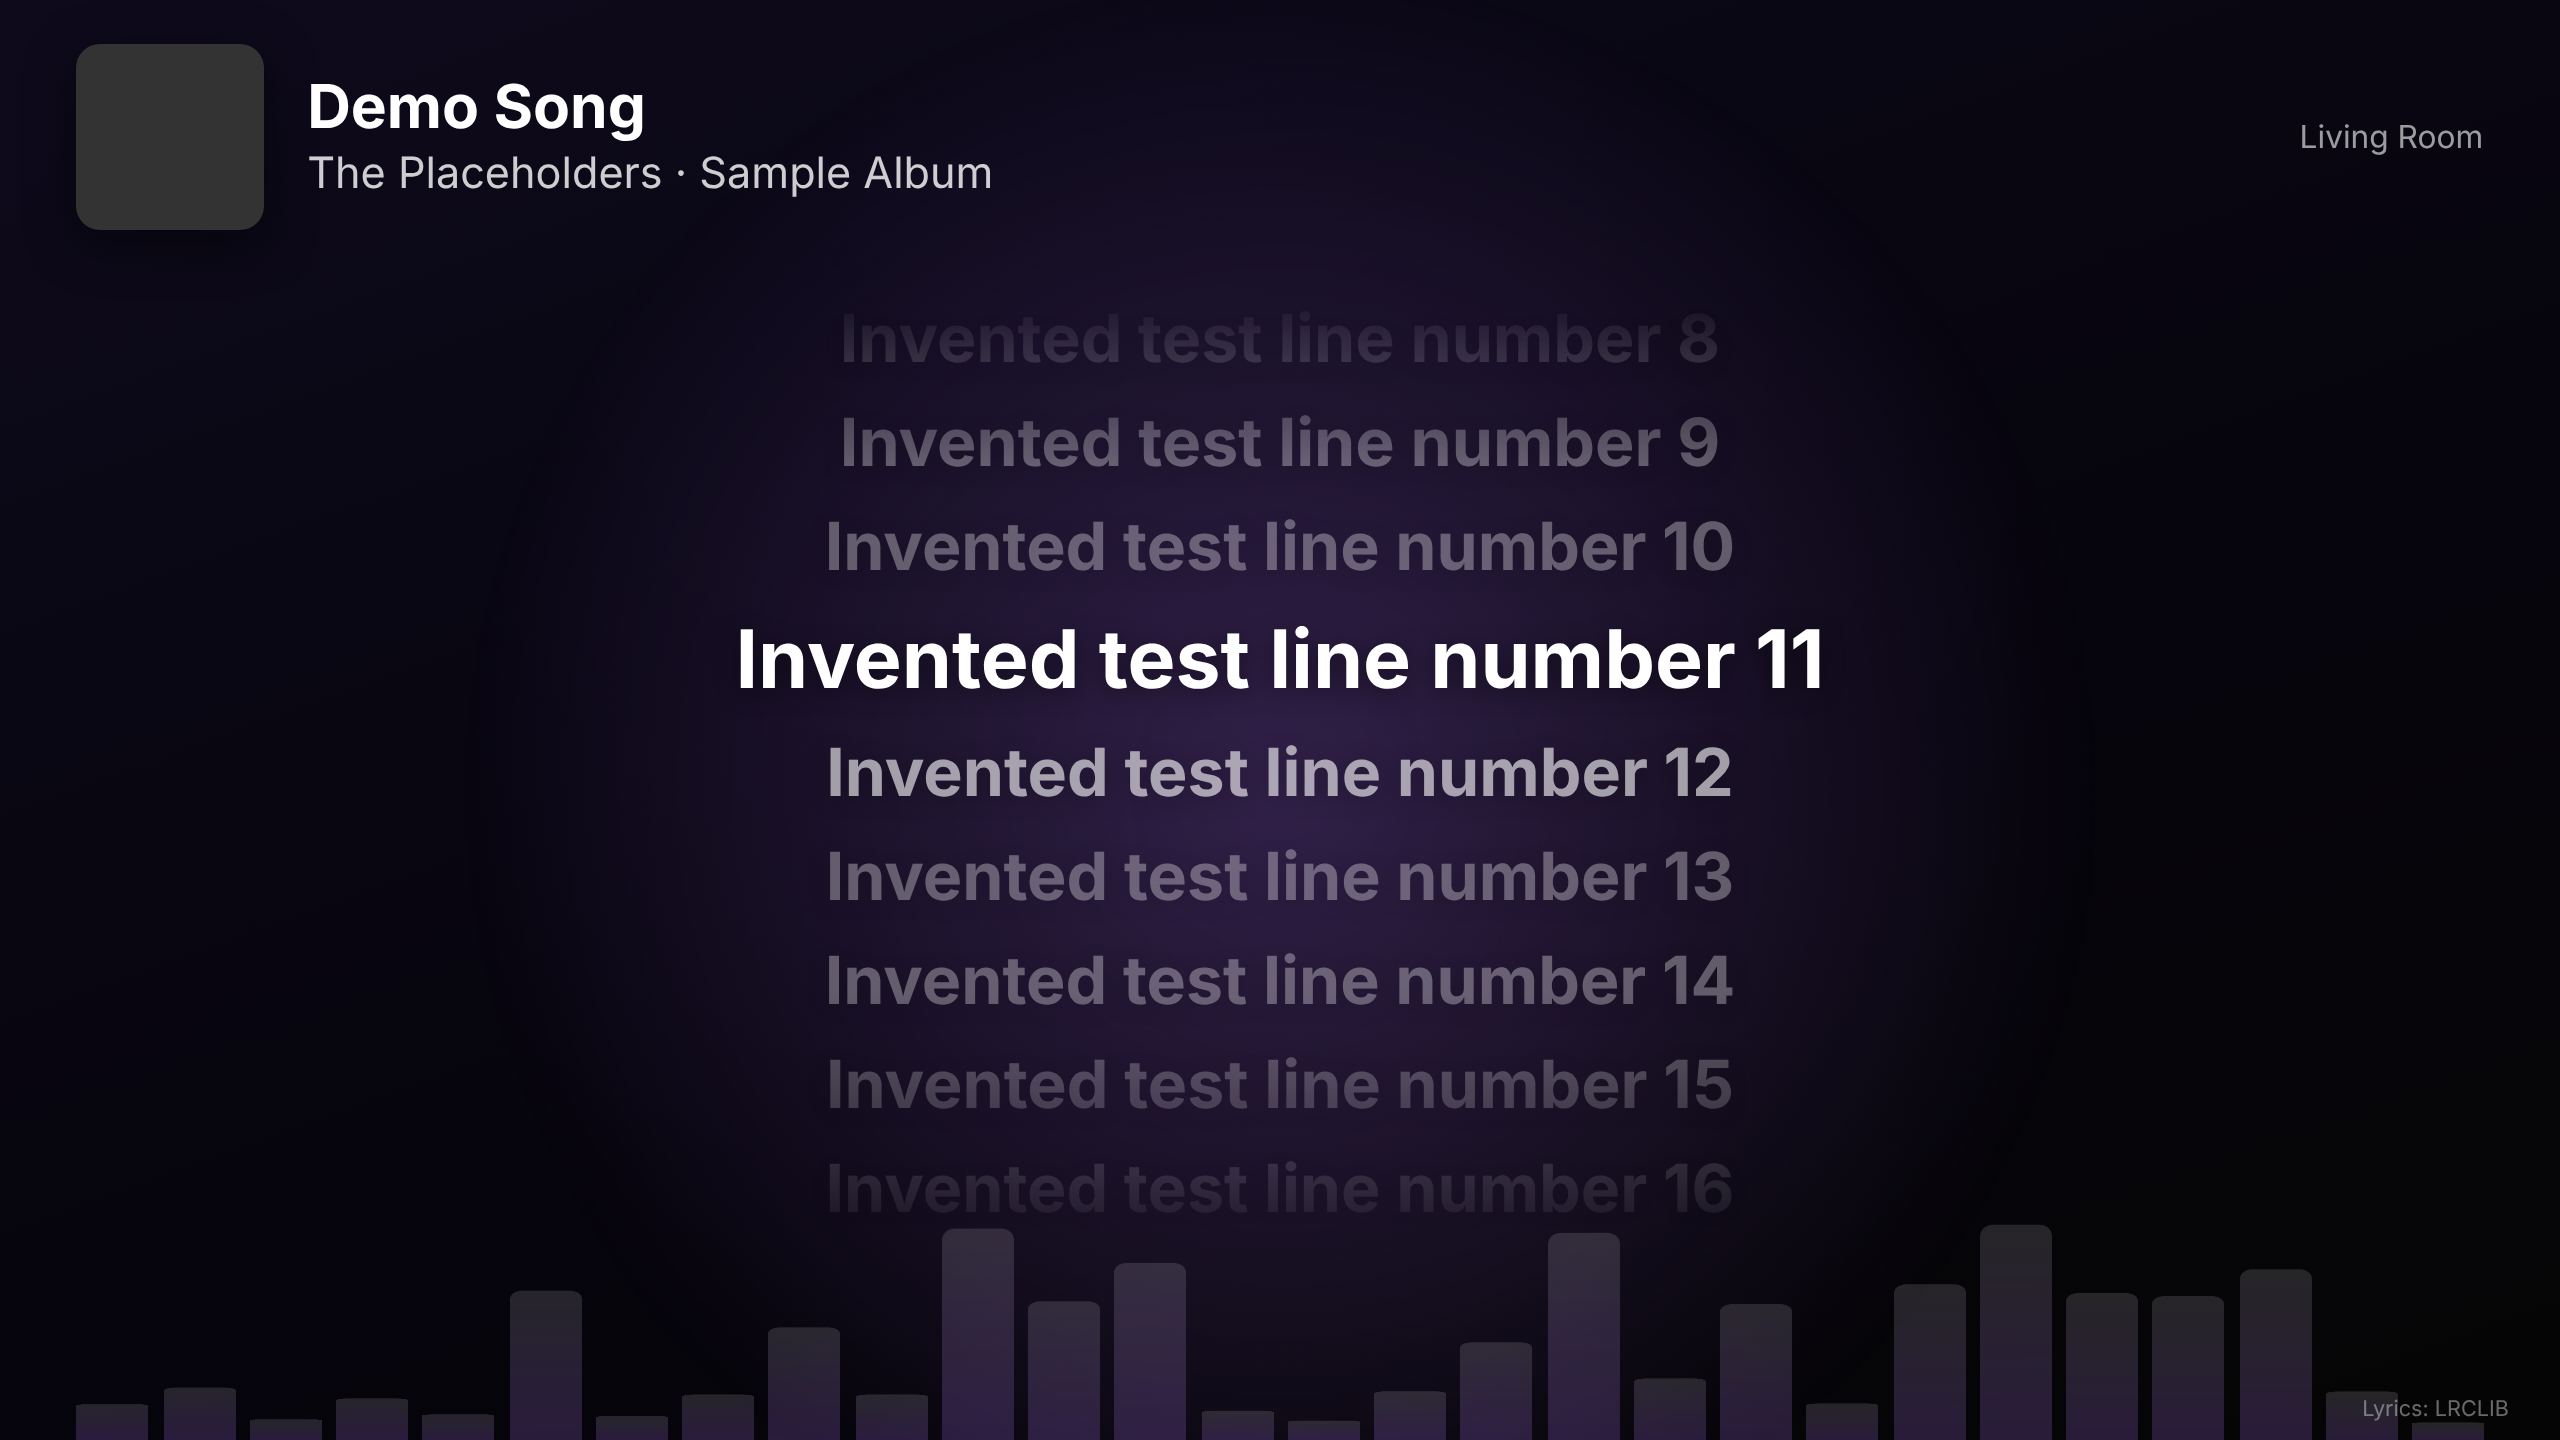 Demo Song
The Placeholders · Sample Album
Living Room
Invented test line number 8
Invented test line number 9
Invented test line number 10
Invented test line number 11
Invented test line number 12
Invented test line number 13
Invented test line number 14
Invented test line number 15
Invented test line number 16
Lyrics: LRCLIB